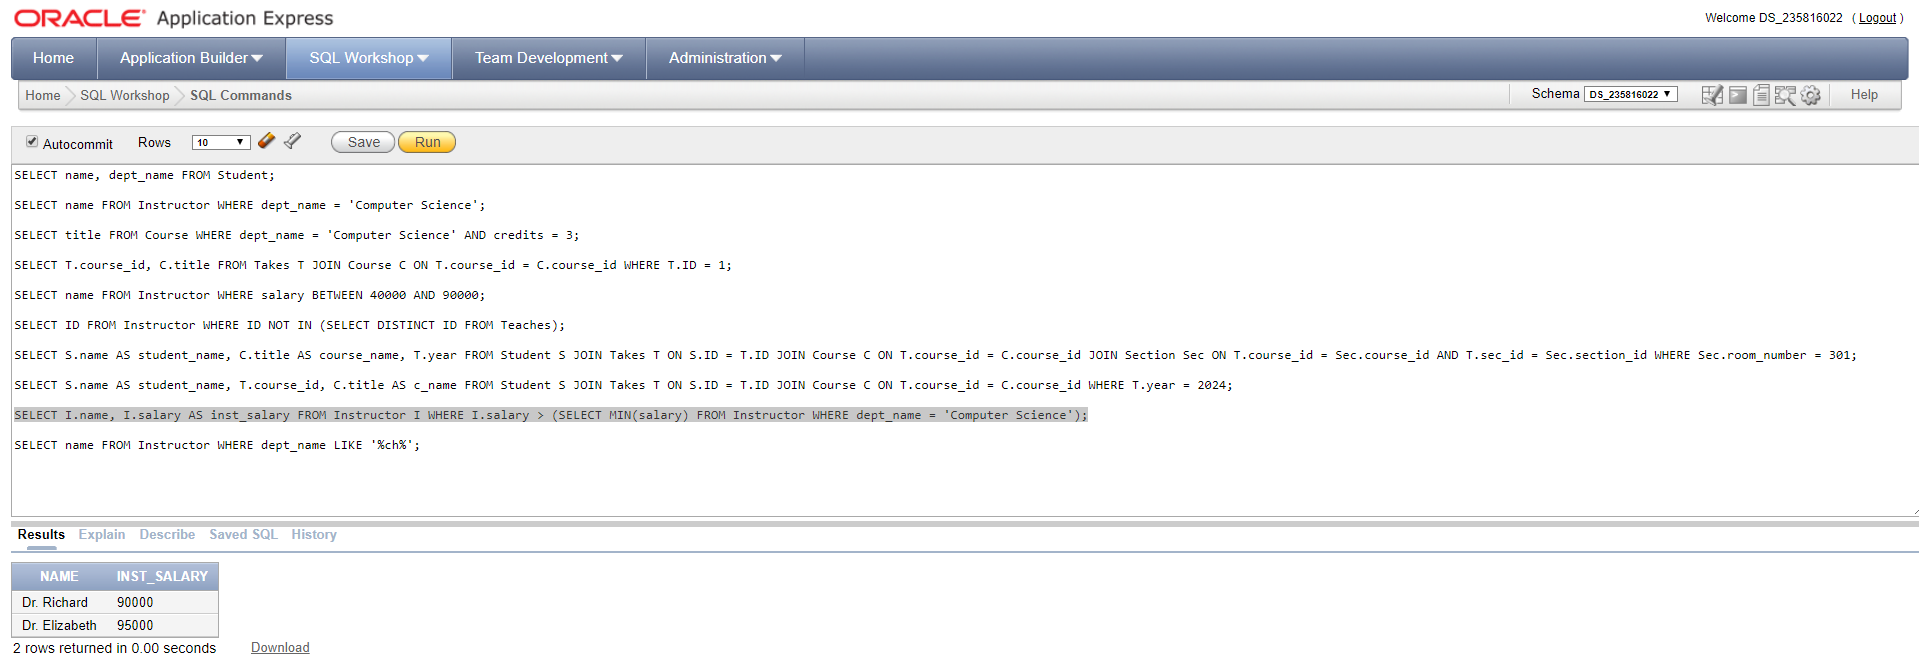 ORACLE® Application Express
Welcome DS_235816022 ( Logout )
Home Application Builder SQL Workshop Team Development Administration
Home SQL Workshop SQL Commands Schema DS_235816022 Help
Autocommit Rows 10 Save Run
SELECT name, dept_name FROM Student;
SELECT name FROM Instructor WHERE dept_name = 'Computer Science';
SELECT title FROM Course WHERE dept_name = 'Computer Science' AND credits = 3;
SELECT T.course_id, C.title FROM Takes T JOIN Course C ON T.course_id = C.course_id WHERE T.ID = 1;
SELECT name FROM Instructor WHERE salary BETWEEN 40000 AND 90000;
SELECT ID FROM Instructor WHERE ID NOT IN (SELECT DISTINCT ID FROM Teaches);
SELECT S.name AS student_name, C.title AS course_name, T.year FROM Student S JOIN Takes T ON S.ID = T.ID JOIN Course C ON T.course_id = C.course_id JOIN Section Sec ON T.course_id = Sec.course_id AND T.sec_id = Sec.section_id WHERE Sec.room_number = 301;
SELECT S.name AS student_name, T.course_id, C.title AS c_name FROM Student S JOIN Takes T ON S.ID = T.ID JOIN Course C ON T.course_id = C.course_id WHERE T.year = 2024;
SELECT I.name, I.salary AS inst_salary FROM Instructor I WHERE I.salary > (SELECT MIN(salary) FROM Instructor WHERE dept_name = 'Computer Science');
SELECT name FROM Instructor WHERE dept_name LIKE '%ch%';
Results Explain Describe Saved SQL History
NAME INST_SALARY
Dr. Richard 90000
Dr. Elizabeth 95000
2 rows returned in 0.00 seconds Download